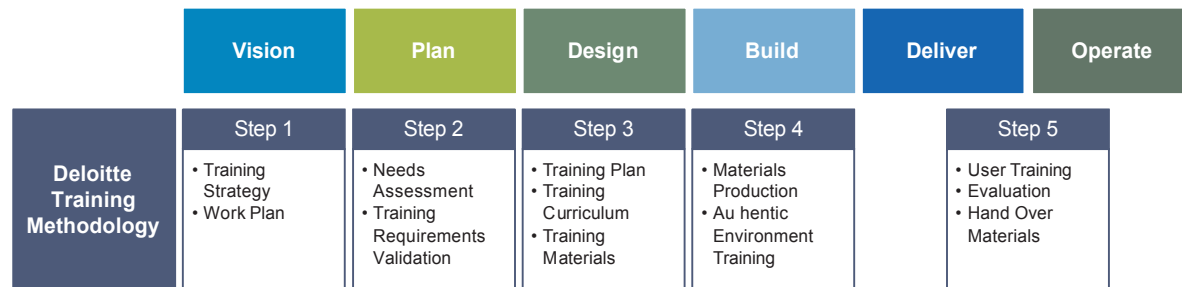 Vision
Plan
Design
Build
Deliver
Operate
Deloitte
Training
Methodology
Step 1
• Training
Strategy
• Work Plan
Step 2
• Needs
Assessment
• Training
Requirements
Validation
Step 3
• Training Plan
• Training
Curriculum
• Training
Materials
Step 4
• Materials
Production
• Au hentic
Environment
Training
Step 5
• User Training
• Evaluation
• Hand Over
Materials